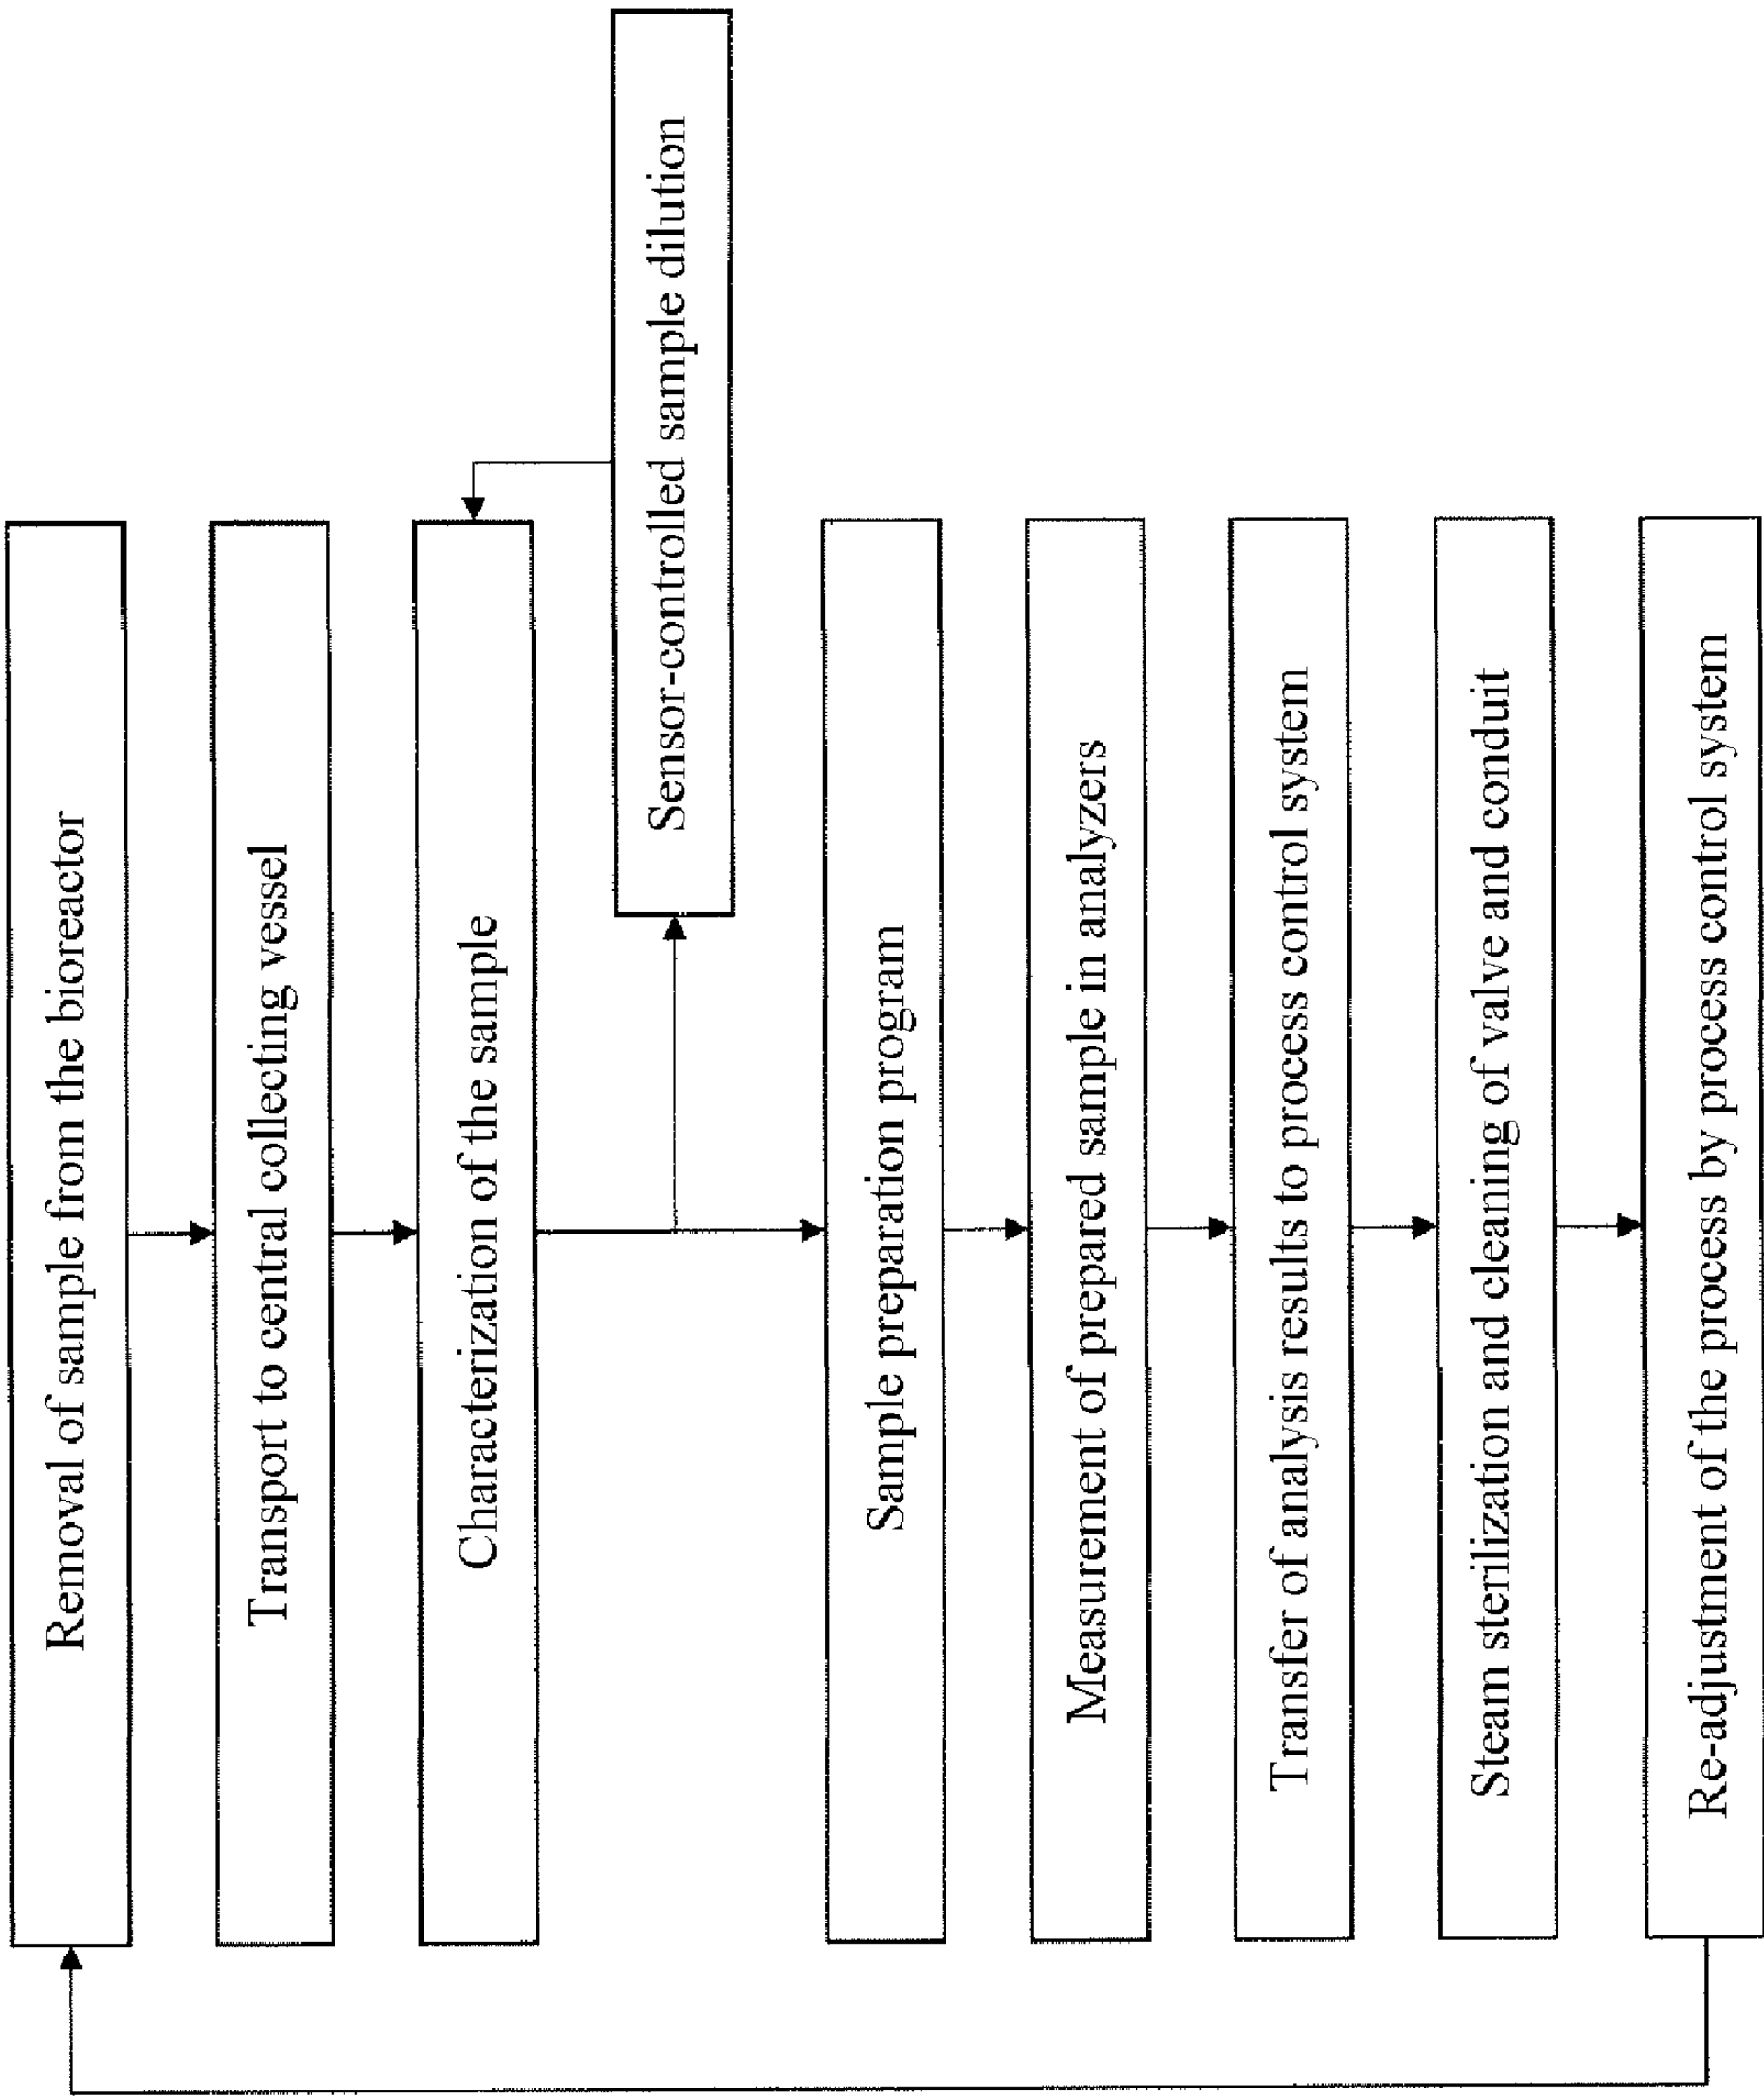 Removal of sample from the bioreactor
Transport to central collecting vessel
Characterization of the sample
Sensor-controlled sample dilution
Sample preparation program
Measurement of prepared sample in analyzers
Transfer of analysis results to process control system
Steam sterilization and cleaning of valve and conduit
Re-adjustment of the process by process control system